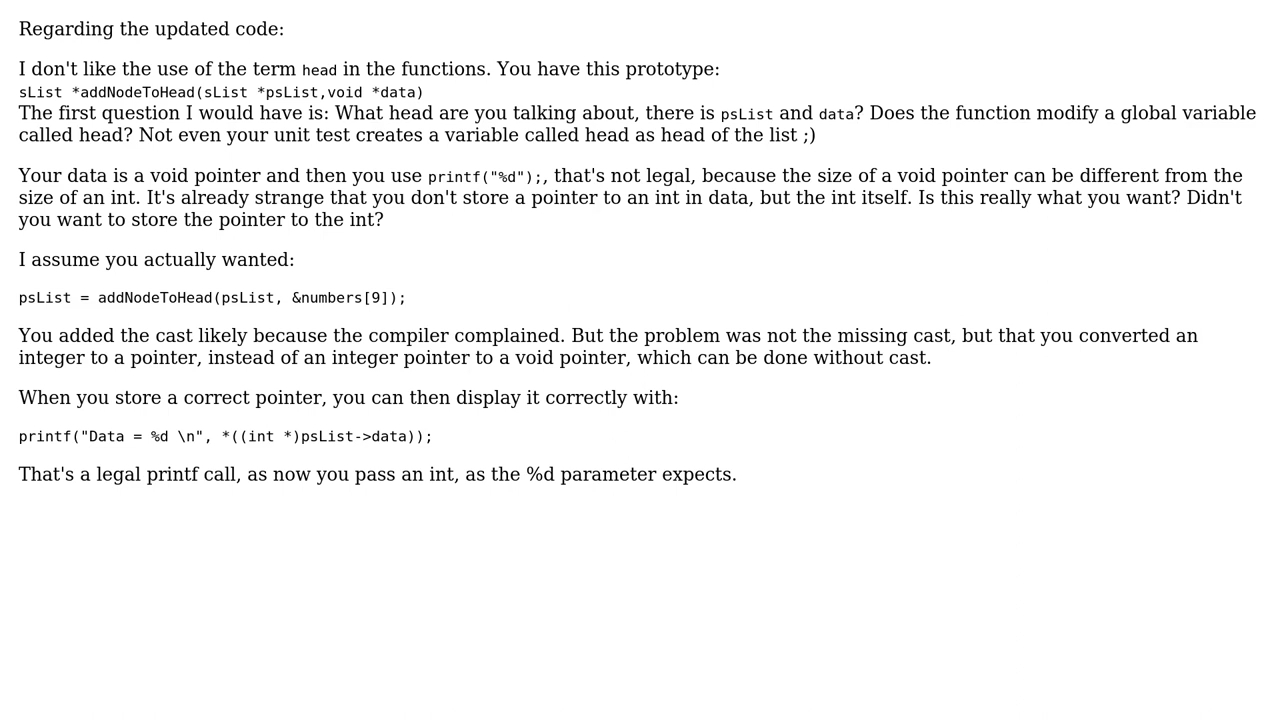 Regarding the updated code:
I don't like the use of the term head in the functions. You have this prototype:
sList *addNodeToHead(sList *psList,void *data)
The first question I would have is: What head are you talking about, there is psList and data? Does the function modify a global variable
called head? Not even your unit test creates a variable called head as head of the list ;)
Your data is a void pointer and then you use printf("%d");, that's not legal, because the size of a void pointer can be different from the
size of an int. It's already strange that you don't store a pointer to an int in data, but the int itself. Is this really what you want? Didn't
you want to store the pointer to the int?
I assume you actually wanted:
psList = addNodeToHead(psList, &numbers[9]);
You added the cast likely because the compiler complained. But the problem was not the missing cast, but that you converted an
integer to a pointer, instead of an integer pointer to a void pointer, which can be done without cast.
When you store a correct pointer, you can then display it correctly with:
printf("Data = %d \n", *((int *)psList->data));
That's a legal printf call, as now you pass an int, as the %d parameter expects.